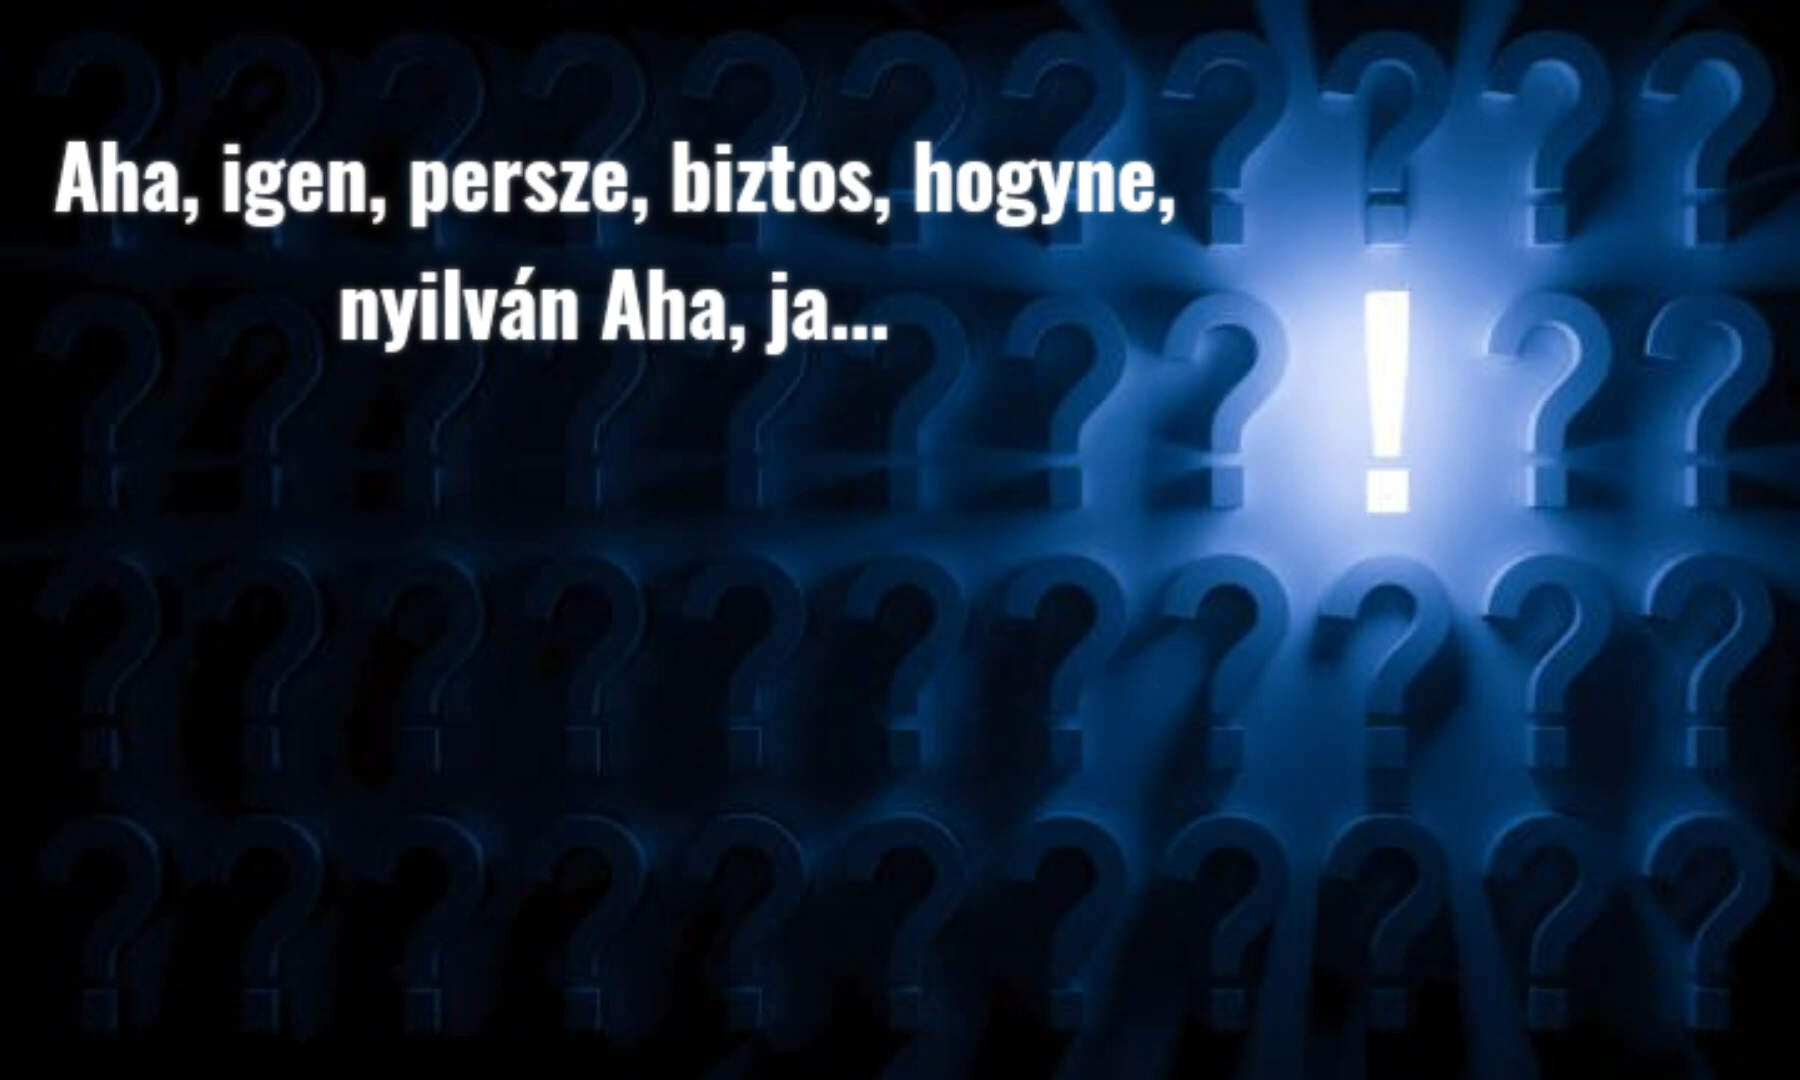 Aha, igen, persze, biztos, hogyne,
nyilván Aha, ja...